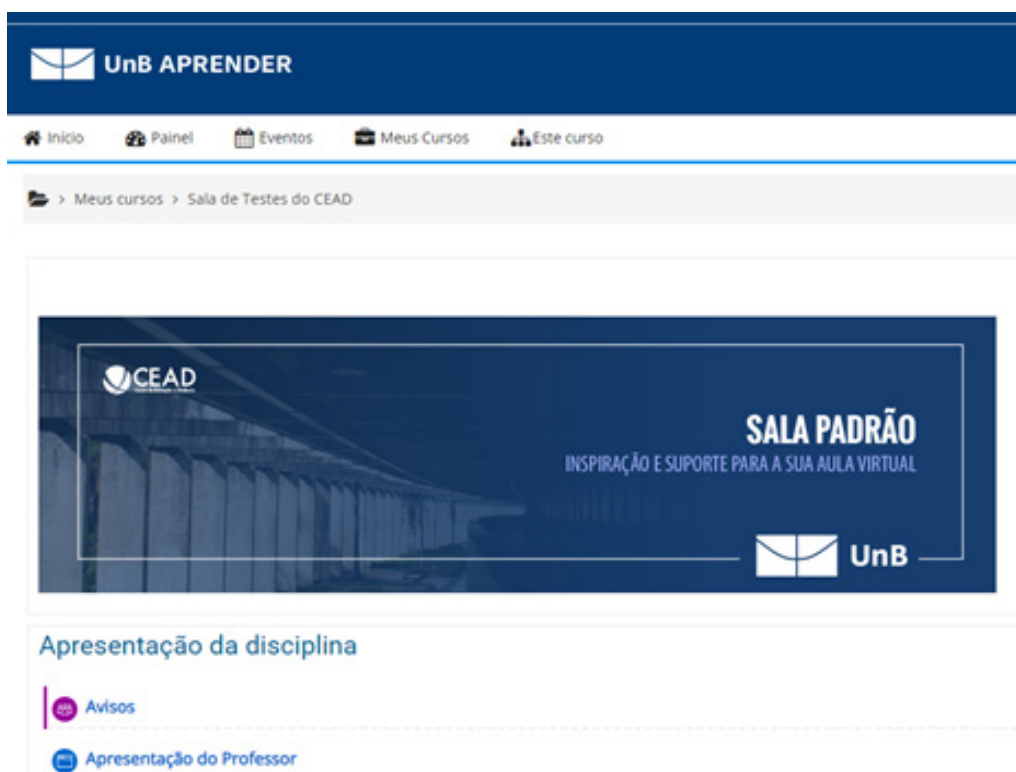 UnB APRENDER
Início Painel Eventos Meus Cursos Este curso
> Meus cursos > Sala de Testes do CEAD
CEAD
SALA PADRÃO
INSPIRAÇÃO E SUPORTE PARA A SUA AULA VIRTUAL
UnB
Apresentação da disciplina
Avisos
Apresentação do Professor